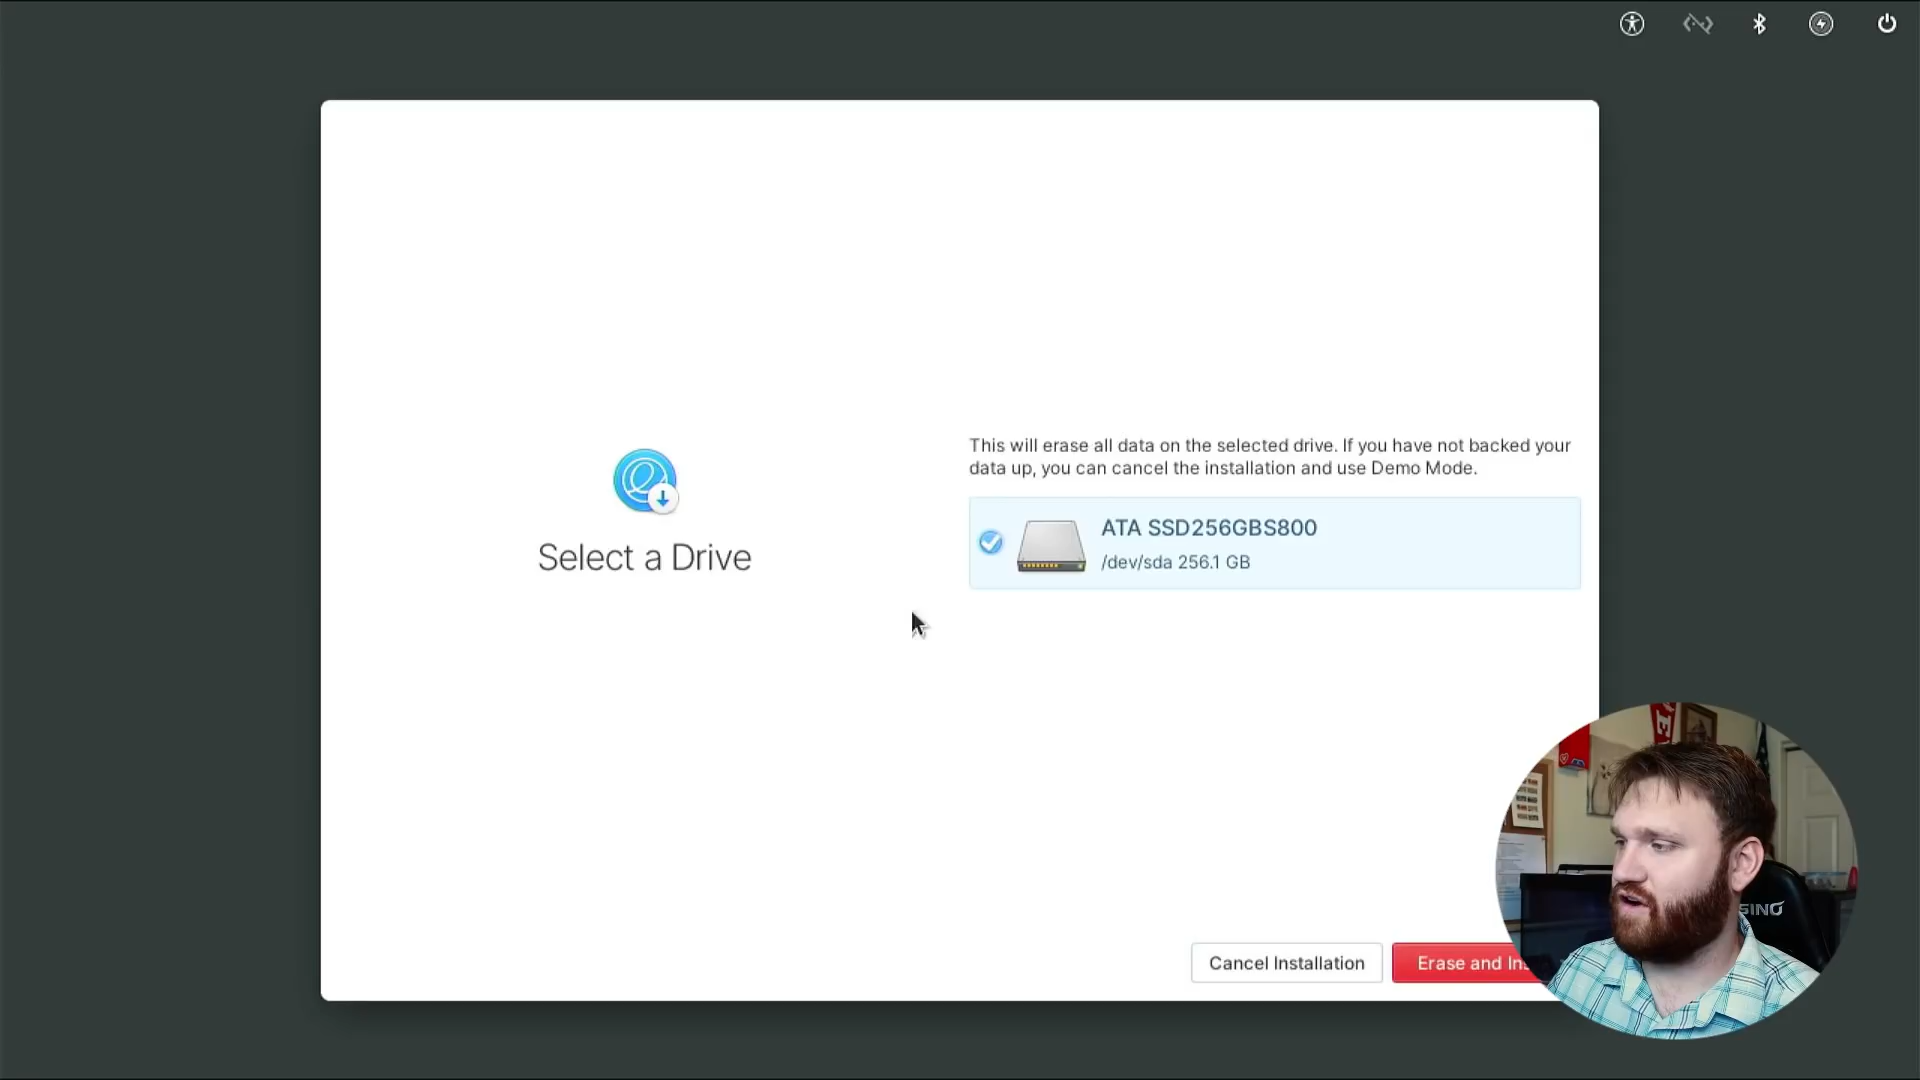 This will erase all data on the selected drive. If you have not backed your
data up, you can cancel the installation and use Demo Mode.
ATA SSD256GBS800
/dev/sda 256.1 GB
Select a Drive
Cancel Installation
Erase and Ins
SINO